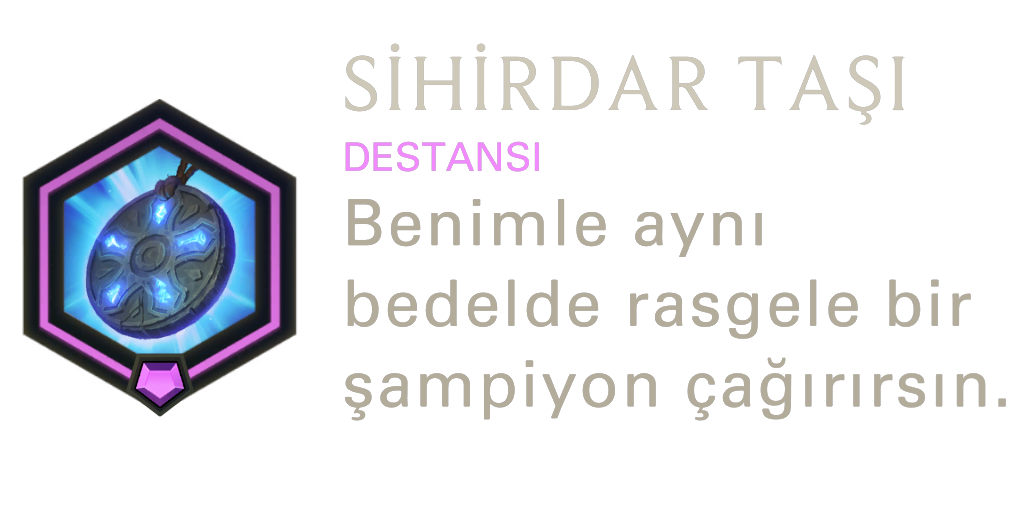 SİHİRDAR TAŞI
DESTANSI
Benimle aynı
bedelde rasgele bir
şampiyon çağırırsın.